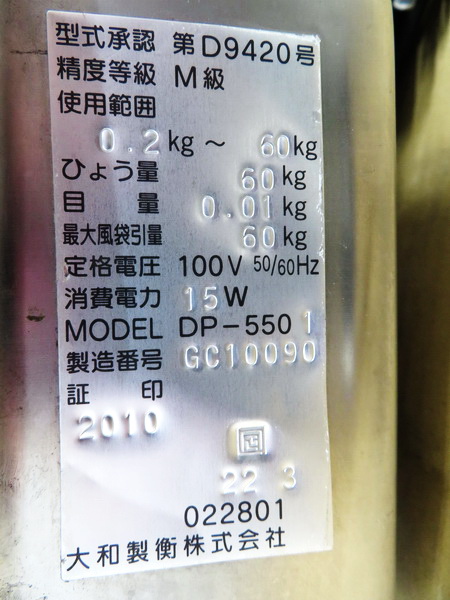 型式承認 第D9420号
精度等級 M級
使用範囲
0.2kg ～ 60kg
ひょう量 60kg
目量 0.01kg
最大風袋引量 60kg
定格電圧 100V 50/60Hz
消費電力 15W
MODEL DP-5501
製造番号 GC10090
証印
2010
22 3
022801
大和製衡株式会社